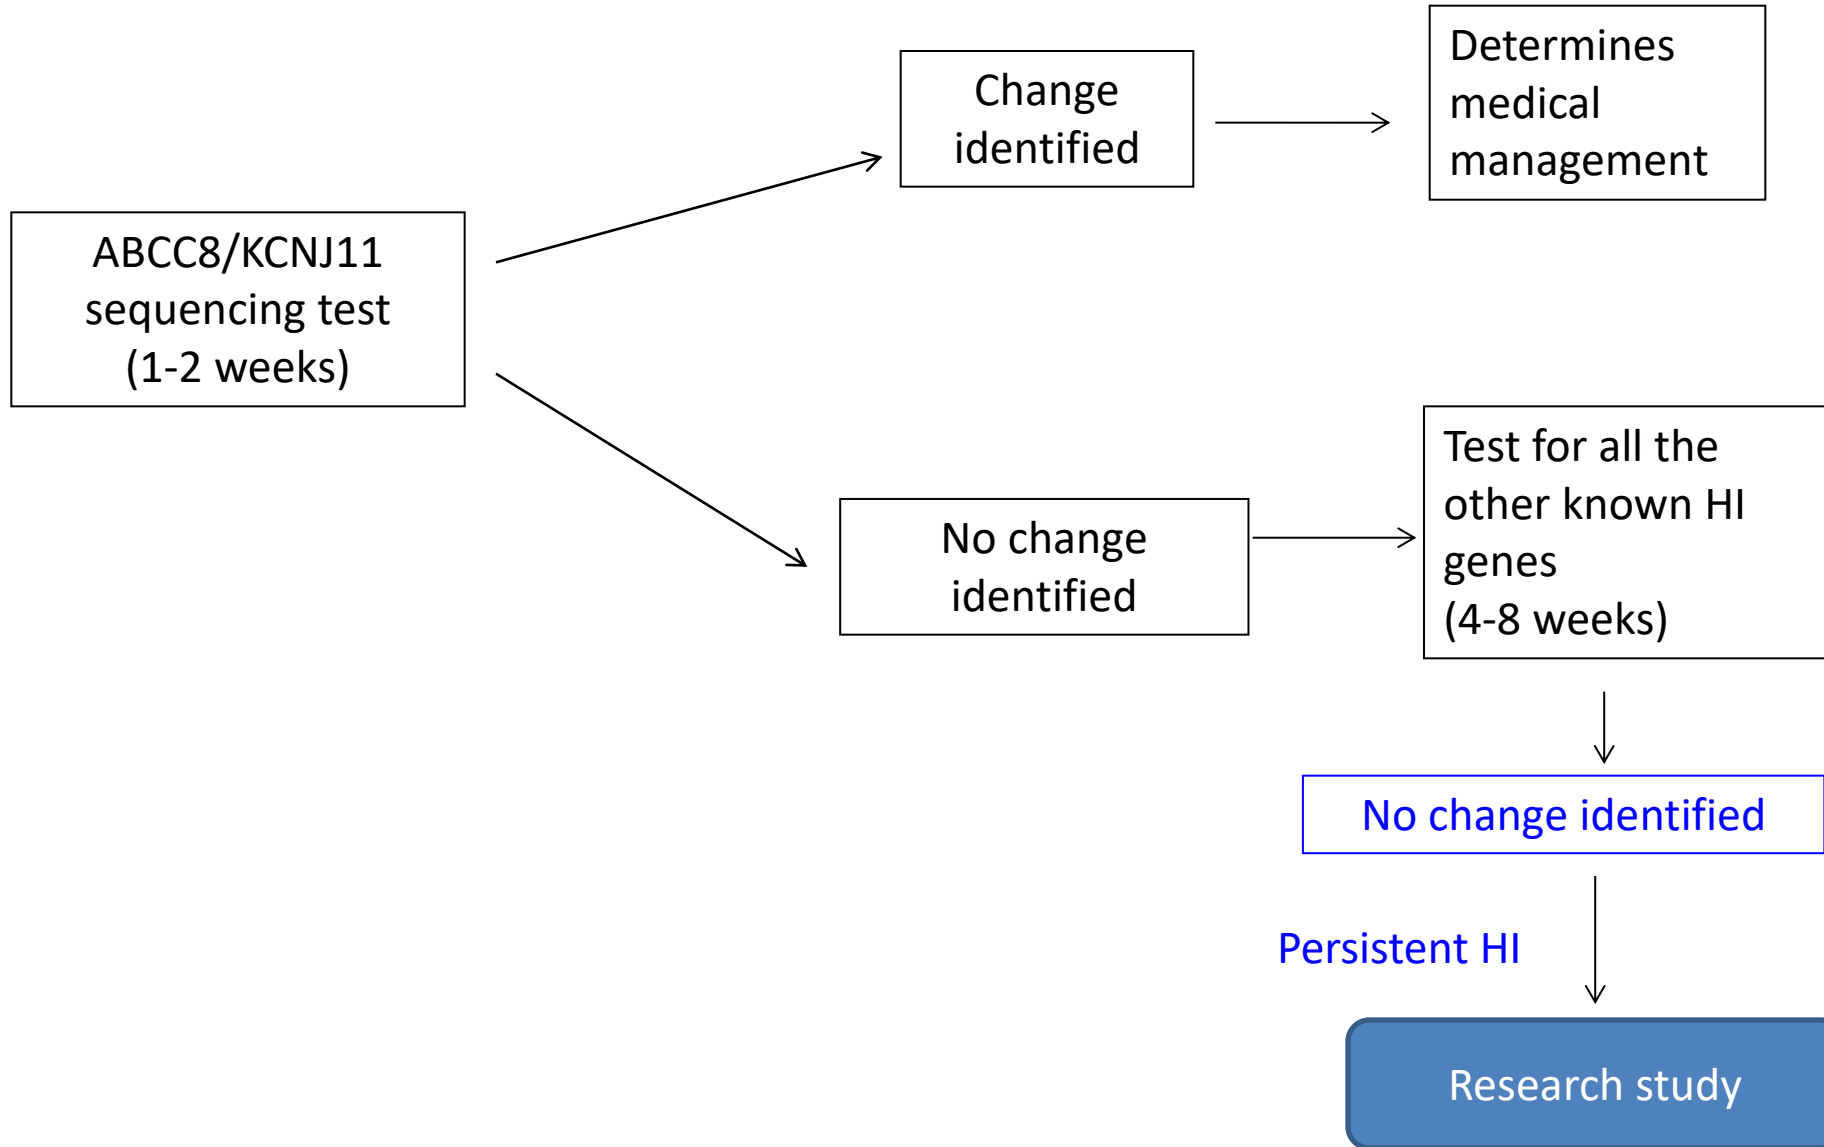 ABCC8/KCNJ11
sequencing test
(1-2 weeks)
Change
identified
Determines
medical
management
No change
identified
Test for all the
other known HI
genes
(4-8 weeks)
No change identified
Persistent HI
Research study